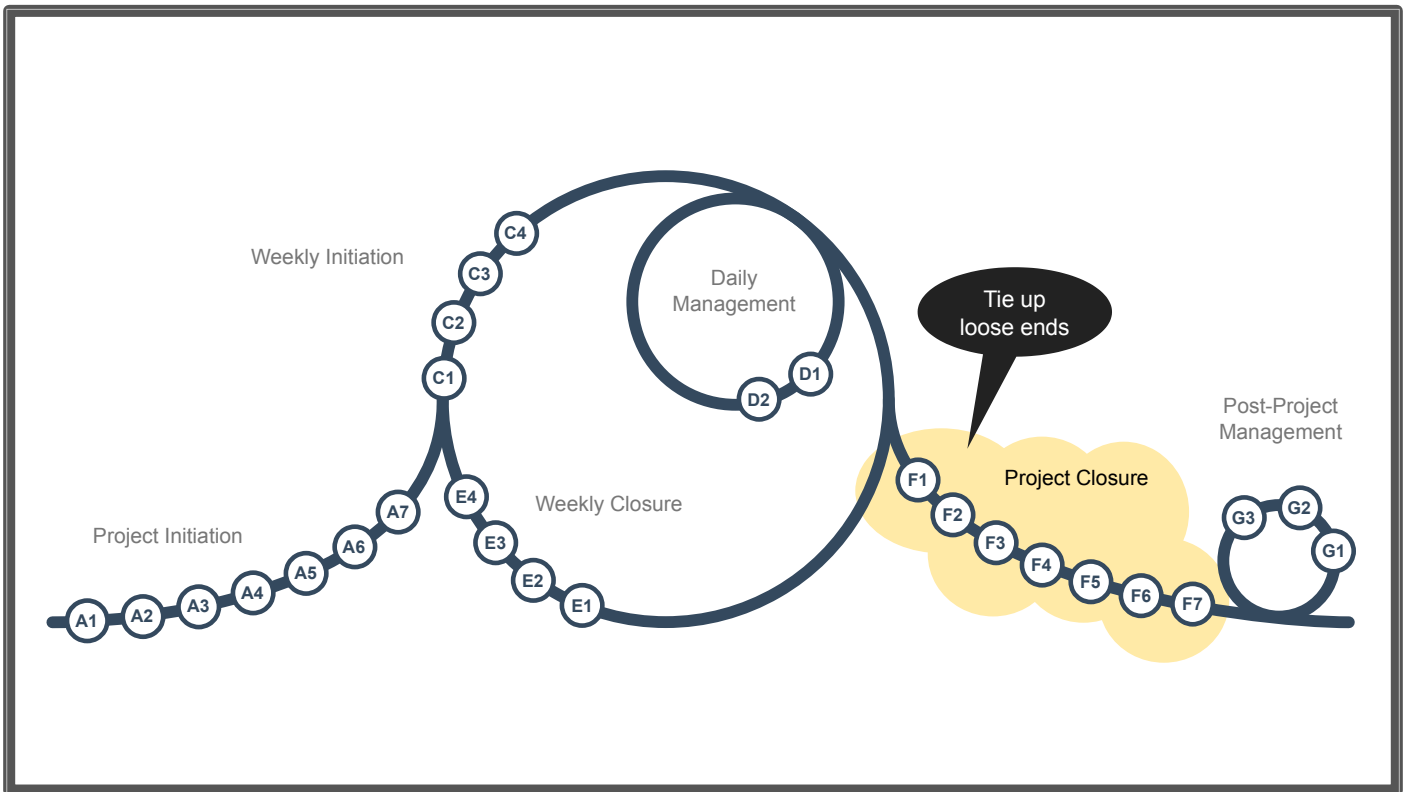 Weekly Initiation
C4
C3
C2
C1
Daily
Management
D1
D2
Tie up
loose ends
Post-Project
Management
Project Initiation
A1
A2
A3
A4
A5
A6
A7
Weekly Closure
E4
E3
E2
E1
Project Closure
F1
F2
F3
F4
F5
F6
F7
G3
G2
G1